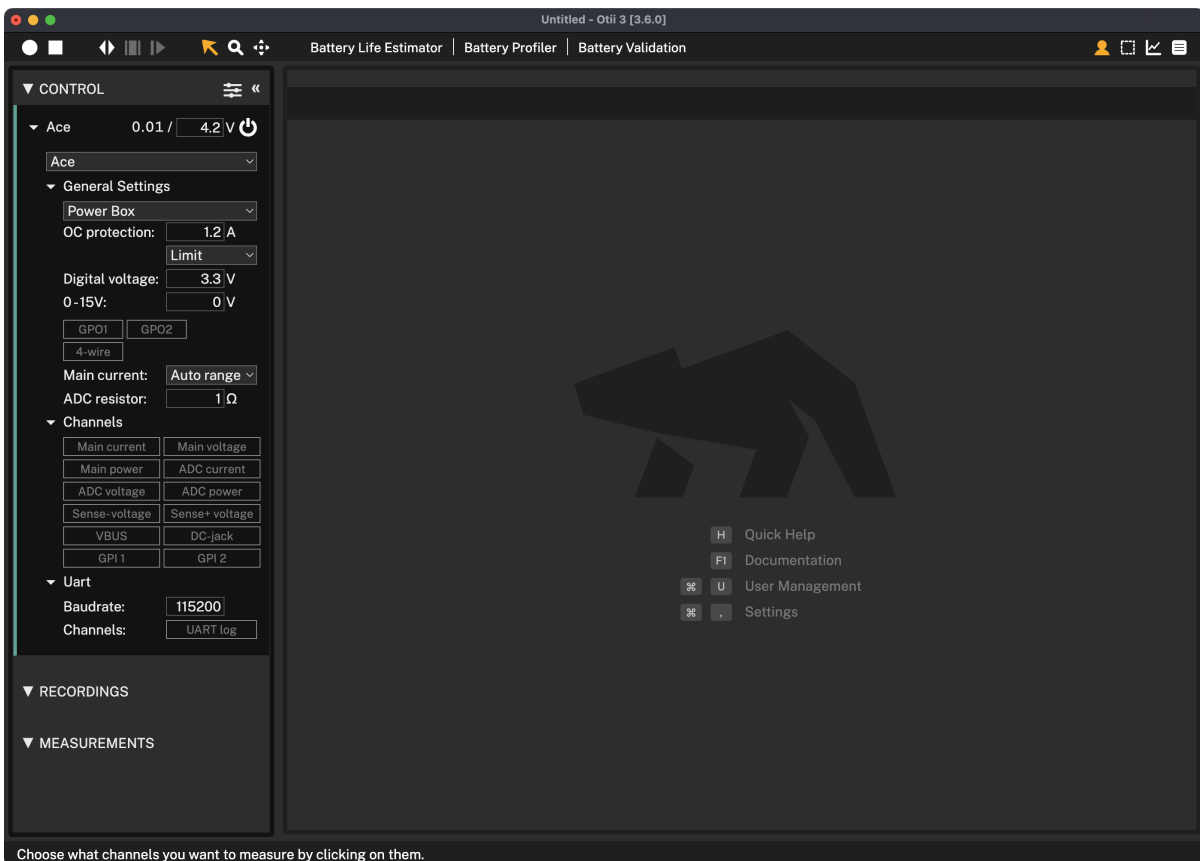 Untitled - Otii 3 [3.6.0]
Battery Life Estimator Battery Profiler Battery Validation
CONTROL
Ace 0.01 / 4.2 V
Ace
General Settings
Power Box
OC protection: 1.2 A
Limit
Digital voltage: 3.3 V
0-15V: 0 V
GPO1 GPO2
4-wire
Main current: Auto range
ADC resistor: 1 Ω
Channels
Main current Main voltage
Main power ADC current
ADC voltage ADC power
Sense-voltage Sense+ voltage
VBUS DC-jack
GPI 1 GPI 2
Uart
Baudrate: 115200
Channels: UART log
RECORDINGS
MEASUREMENTS
H Quick Help
F1 Documentation
⌘ U User Management
⌘ , Settings
Choose what channels you want to measure by clicking on them.